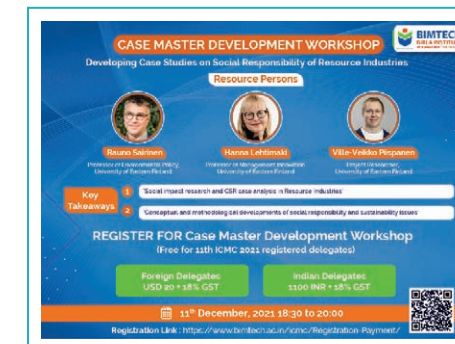 CASE MASTER DEVELOPMENT WORKSHOP
BIMTECH
Developing Case Studies on Social Responsibility of Resource Industries
Resource Persons
Rauno Sairinen
Professor of Environmental Policy,
University of Eastern Finland
Hanna Lehtimaki
Professor of Management Innovation
University of Eastern Finland
Ville-Veikko Piispanen
Project Researcher,
University of Eastern Finland
Key Takeaways
1 'Social impact research and CSR case analysis in Resource Industries'
2 'Conceptual and methodological developments of social responsibility and sustainability issues'
REGISTER FOR Case Master Development Workshop
(Free for 11th ICMC 2021 registered delegates)
Foreign Delegates
USD 20 + 18% GST
Indian Delegates
1100 INR + 18% GST
11th December, 2021 18:30 to 20:00
Registration Link : https://www.bimtech.ac.in/icmc/Registration-Payment/